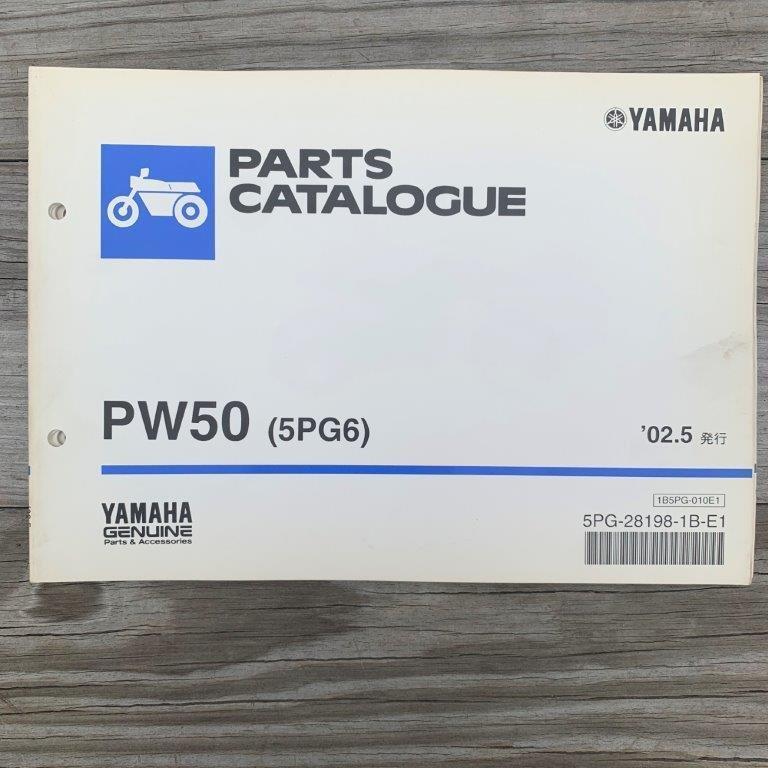 YAMAHA
PARTS
CATALOGUE
PW50 (5PG6)
'02.5 発行
YAMAHA
GENUINE
Parts & Accessories
1B5PG-010E1
5PG-28198-1B-E1